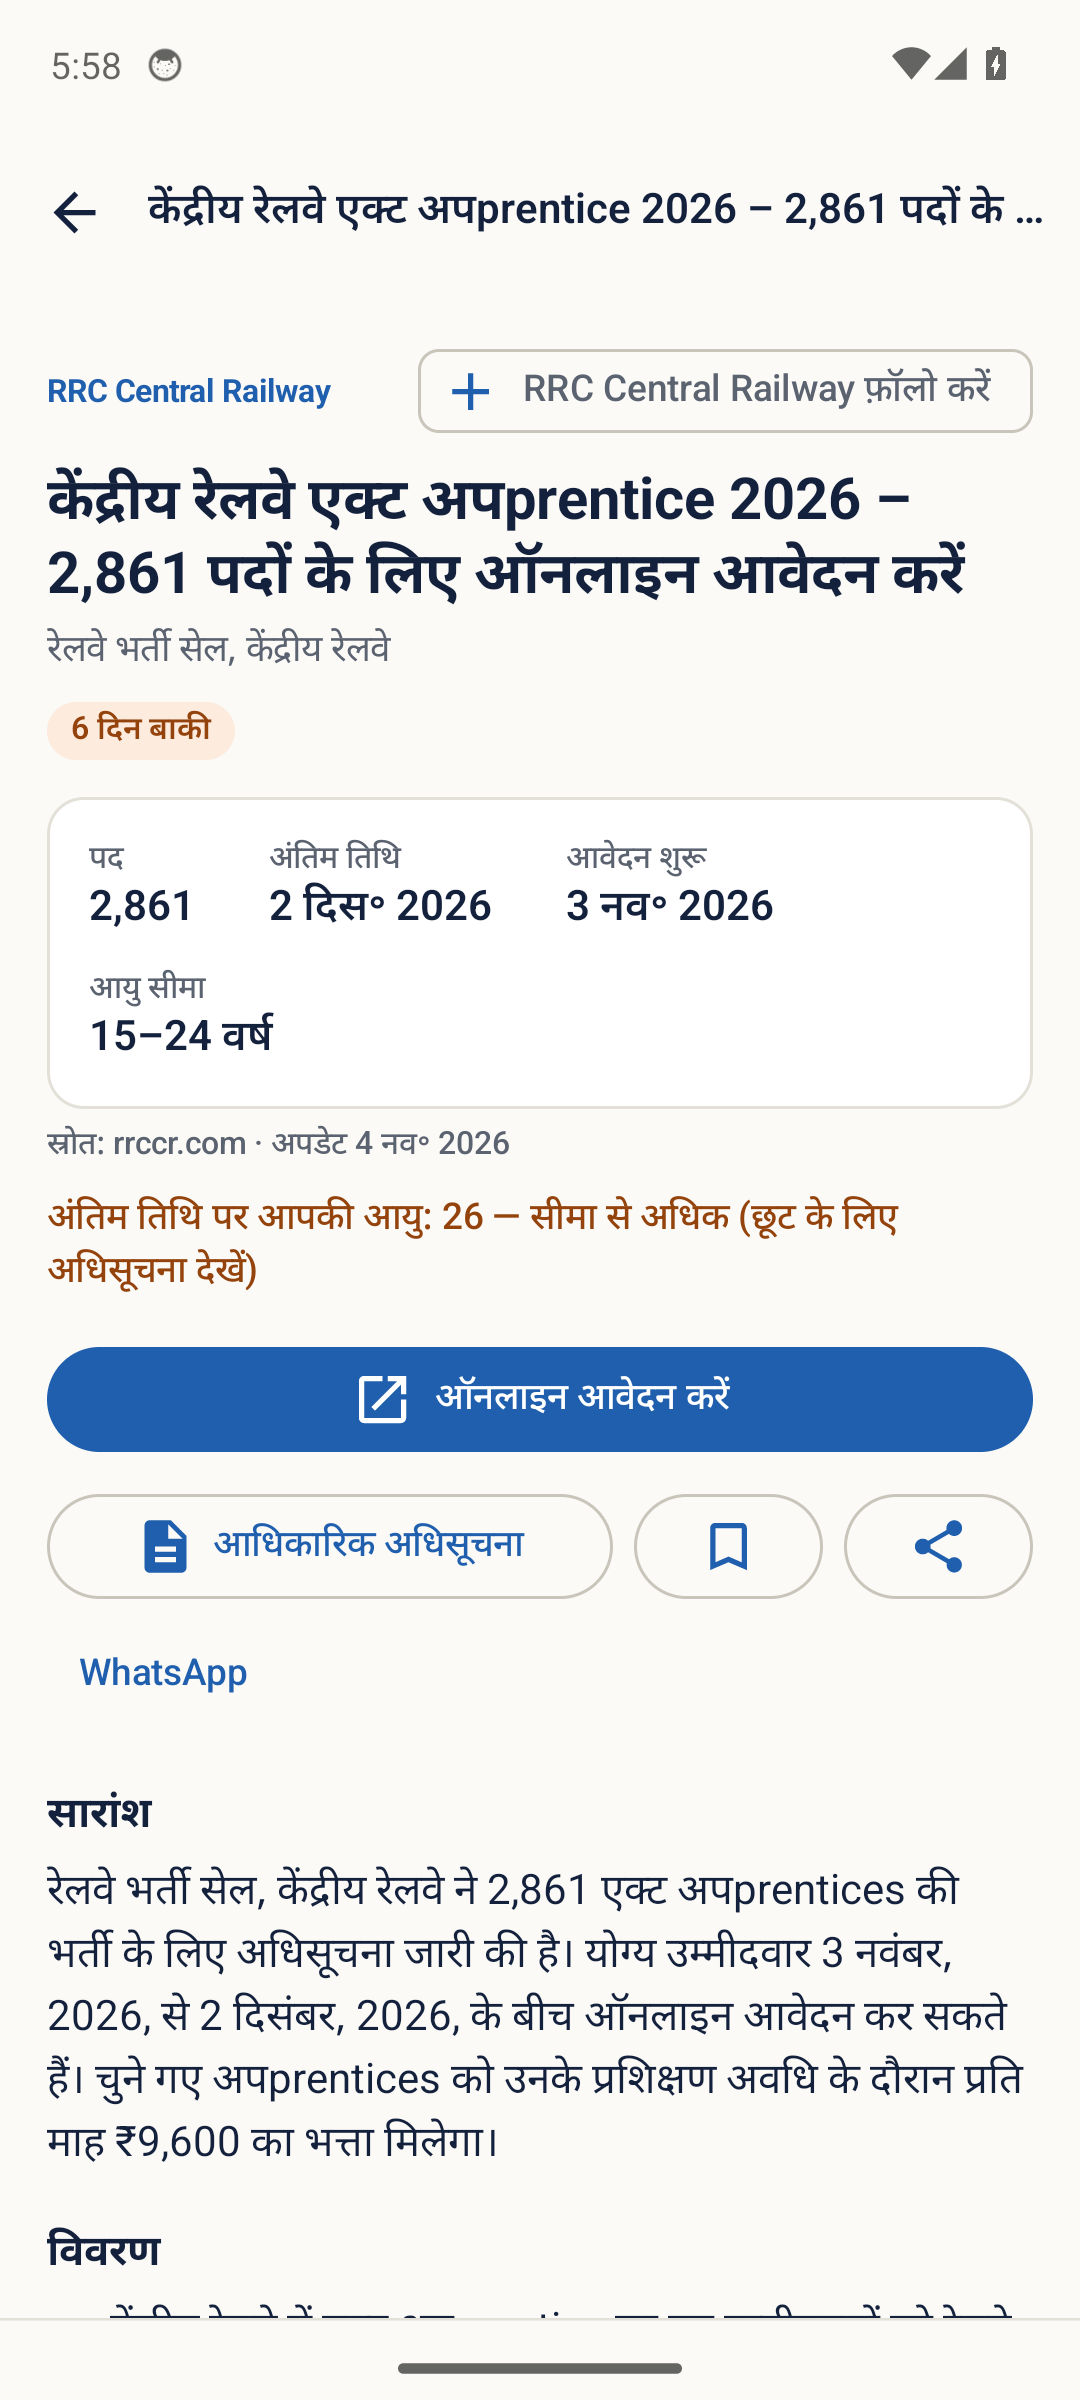 5:58
केंद्रीय रेलवे एक्ट अपprentice 2026 – 2,861 पदों के ...
RRC Central Railway
RRC Central Railway फ़ॉलो करें
केंद्रीय रेलवे एक्ट अपprentice 2026 –
2,861 पदों के लिए ऑनलाइन आवेदन करें
रेलवे भर्ती सेल, केंद्रीय रेलवे
6 दिन बाकी
पद
2,861
अंतिम तिथि
2 दिस॰ 2026
आवेदन शुरू
3 नव॰ 2026
आयु सीमा
15–24 वर्ष
स्रोत: rrccr.com · अपडेट 4 नव॰ 2026
अंतिम तिथि पर आपकी आयु: 26 — सीमा से अधिक (छूट के लिए
अधिसूचना देखें)
ऑनलाइन आवेदन करें
आधिकारिक अधिसूचना
WhatsApp
सारांश
रेलवे भर्ती सेल, केंद्रीय रेलवे ने 2,861 एक्ट अपprentices की
भर्ती के लिए अधिसूचना जारी की है। योग्य उम्मीदवार 3 नवंबर,
2026, से 2 दिसंबर, 2026, के बीच ऑनलाइन आवेदन कर सकते
हैं। चुने गए अपprentices को उनके प्रशिक्षण अवधि के दौरान प्रति
माह ₹9,600 का भत्ता मिलेगा।
विवरण